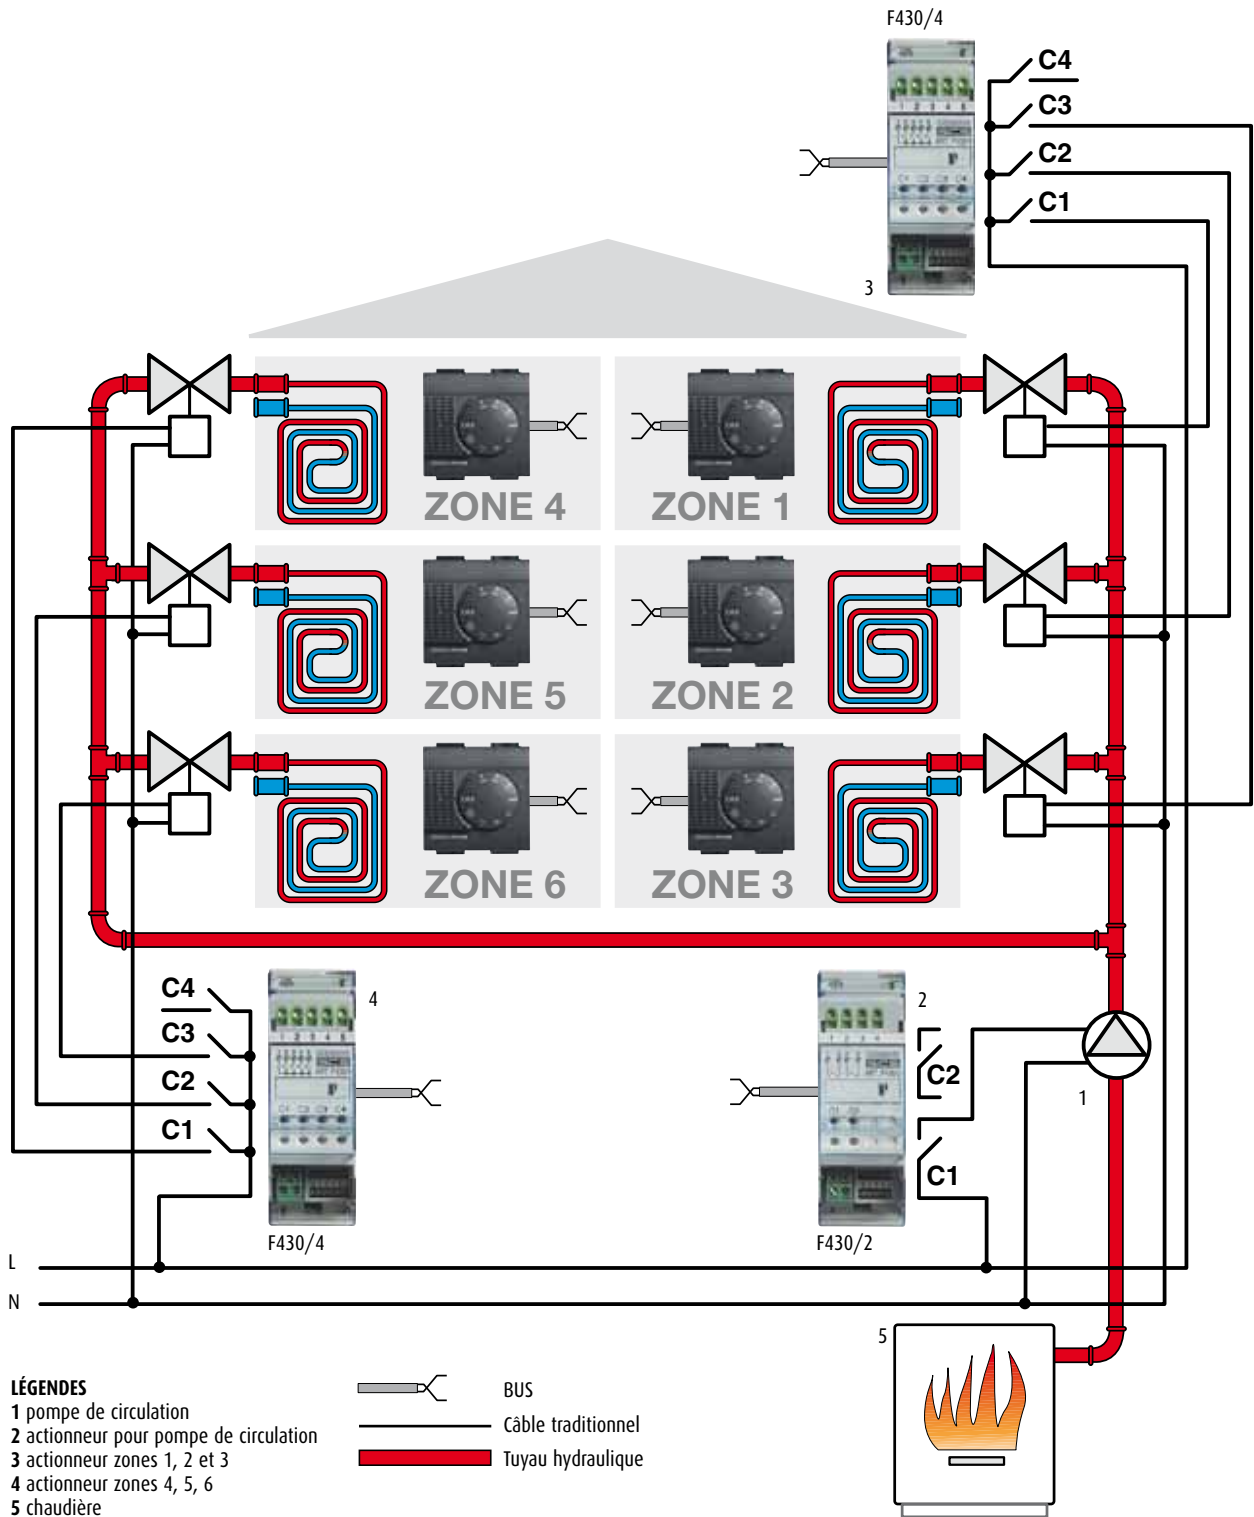 F430/4
C4
C3
C2
C1
3
ZONE 4
ZONE 1
ZONE 5
ZONE 2
ZONE 6
ZONE 3
C4
C3
C2
C1
4
F430/4
2
C2
C1
F430/2
1
L
N
5
LÉGENDES
1 pompe de circulation
2 actionneur pour pompe de circulation
3 actionneur zones 1, 2 et 3
4 actionneur zones 4, 5, 6
5 chaudière
BUS
Câble traditionnel
Tuyau hydraulique